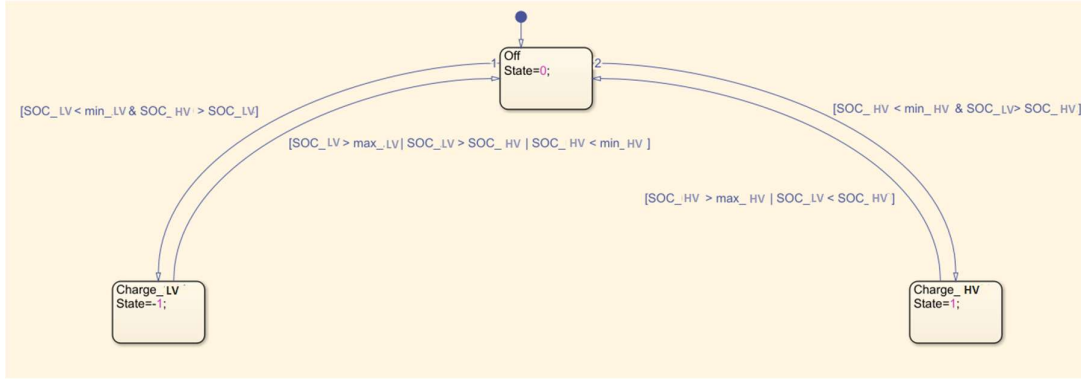 Off
State=0;
1
2
[SOC_LV < min_LV & SOC_HV > SOC_LV]
[SOC_HV < min_HV & SOC_LV> SOC_HV]
[SOC_LV > max_LV | SOC_LV > SOC_HV | SOC_HV < min_HV ]
[SOC_HV > max_HV | SOC_LV < SOC_HV ]
Charge_LV
State=-1;
Charge_HV
State=1;